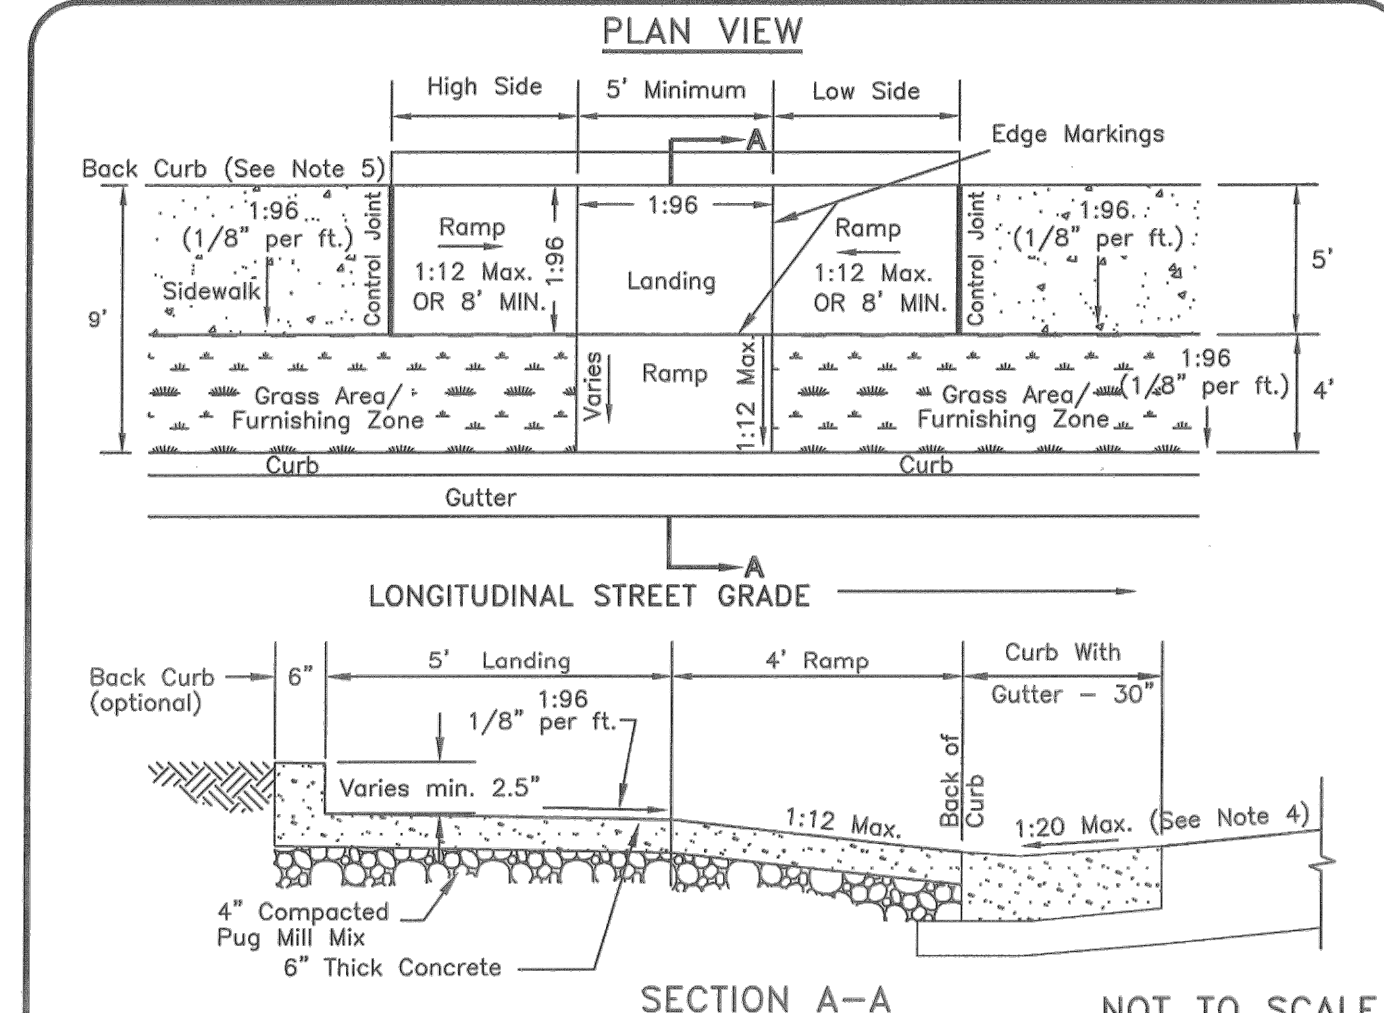 PLAN VIEW
High Side
5' Minimum
Low Side
A
Edge Markings
Back Curb (See Note 5)
1:96
(1/8" per ft.)
Sidewalk
Control Joint
Ramp
1:12 Max.
OR 8' MIN.
1:96
1:96
Landing
Ramp
1:12 Max.
OR 8' MIN.
Control Joint
1:96
(1/8" per ft.)
5'
9'
Grass Area/
Furnishing Zone
Varies
Ramp
1:12 Max.
Grass Area/
Furnishing Zone
1:96
(1/8" per ft.)
4'
Curb
Curb
Gutter
A
LONGITUDINAL STREET GRADE
Back Curb
(optional)
6"
5' Landing
4' Ramp
Curb With
Gutter - 30"
1:96
1/8" per ft.
Varies min. 2.5"
1:12 Max.
Back of
Curb
1:20 Max. (See Note 4)
4" Compacted
Pug Mill Mix
6" Thick Concrete
SECTION A-A
NOT TO SCALE